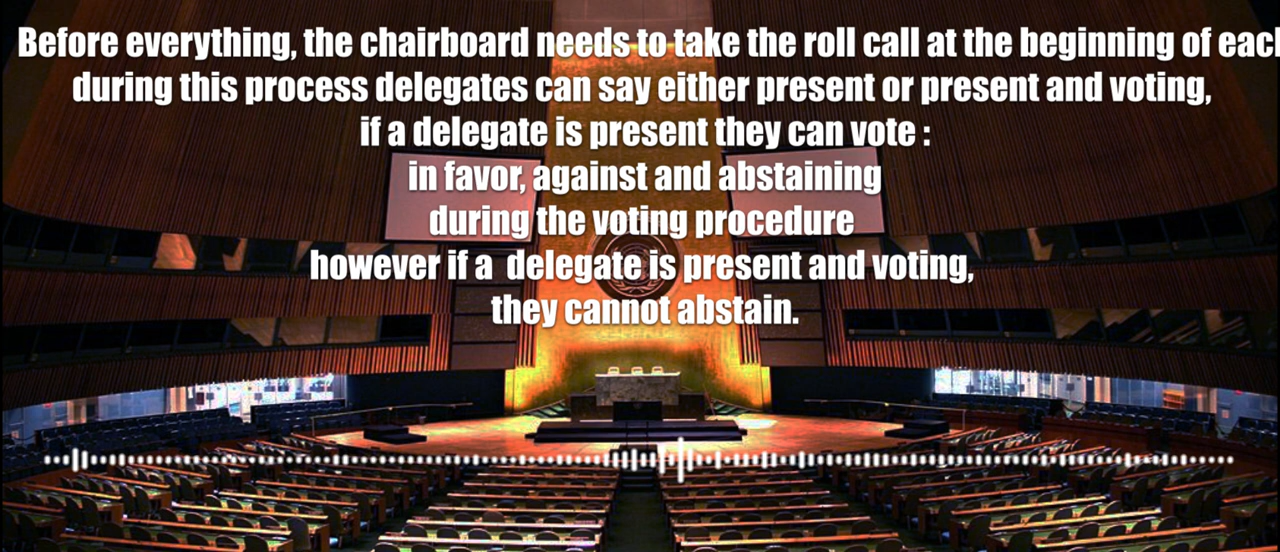 Before everything, the chairboard needs to take the roll call at the beginning of each
during this process delegates can say either present or present and voting,
if a delegate is present they can vote :
in favor, against and abstaining
during the voting procedure
however if a  delegate is present and voting,
they cannot abstain.